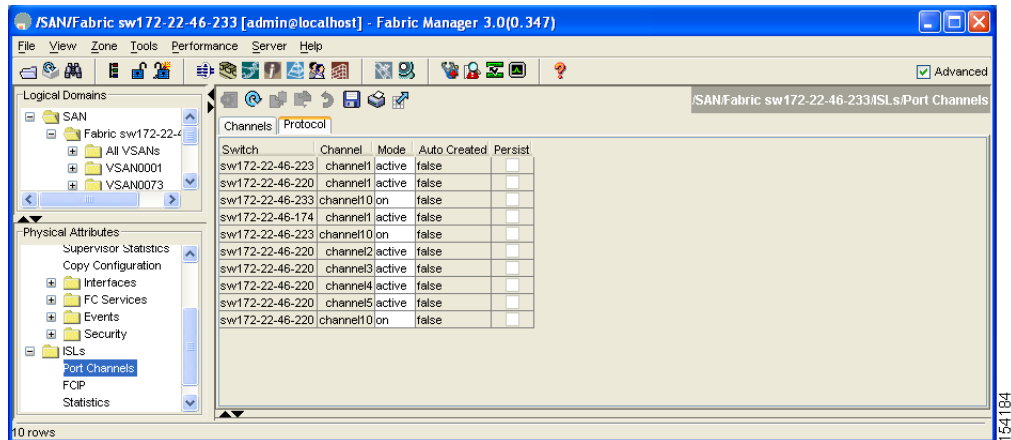 /SAN/Fabric sw172-22-46-233 [admin@localhost] - Fabric Manager 3.0(0.347)
File View Zone Tools Performance Server Help
Advanced
Logical Domains
SAN
Fabric sw172-22-4
All VSANs
VSAN0001
VSAN0073
/SAN/Fabric sw172-22-46-233/ISLs/Port Channels
Channels Protocol
Switch Channel Mode Auto Created Persist
sw172-22-46-223 channel1 active false
sw172-22-46-220 channel1 active false
sw172-22-46-233 channel10 on false
sw172-22-46-174 channel1 active false
sw172-22-46-223 channel10 on false
sw172-22-46-220 channel2 active false
sw172-22-46-220 channel3 active false
sw172-22-46-220 channel4 active false
sw172-22-46-220 channel5 active false
sw172-22-46-220 channel10 on false
Physical Attributes
Supervisor Statistics
Copy Configuration
Interfaces
FC Services
Events
Security
ISLs
Port Channels
FCIP
Statistics
10 rows
154184